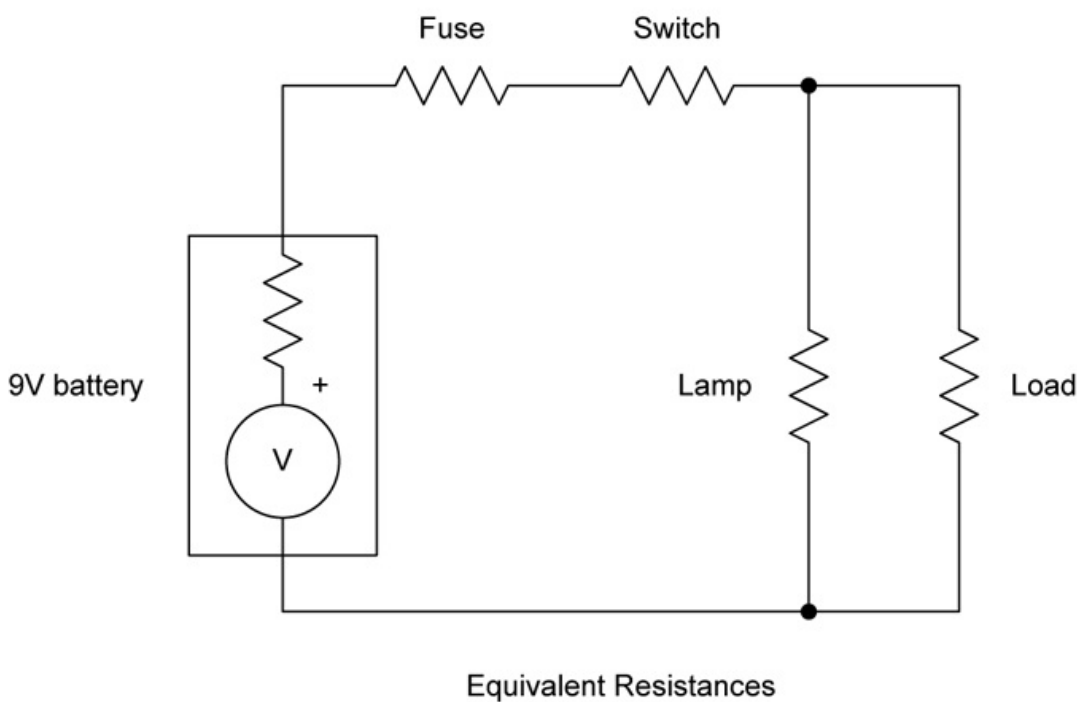 Fuse
Switch
9V battery
+
V
Lamp
Load
Equivalent Resistances